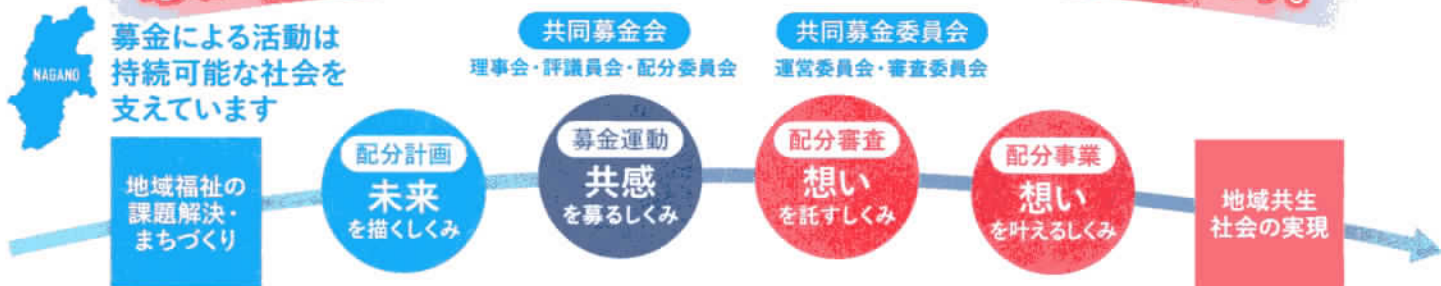 NAGANO
募金による活動は
持続可能な社会を
支えています
共同募金会
理事会・評議員会・配分委員会
共同募金委員会
運営委員会・審査委員会
地域福祉の
課題解決・
まちづくり
配分計画
未来
を描くしくみ
募金運動
共感
を募るしくみ
配分審査
想い
を託すしくみ
配分事業
想い
を叶えるしくみ
地域共生
社会の実現